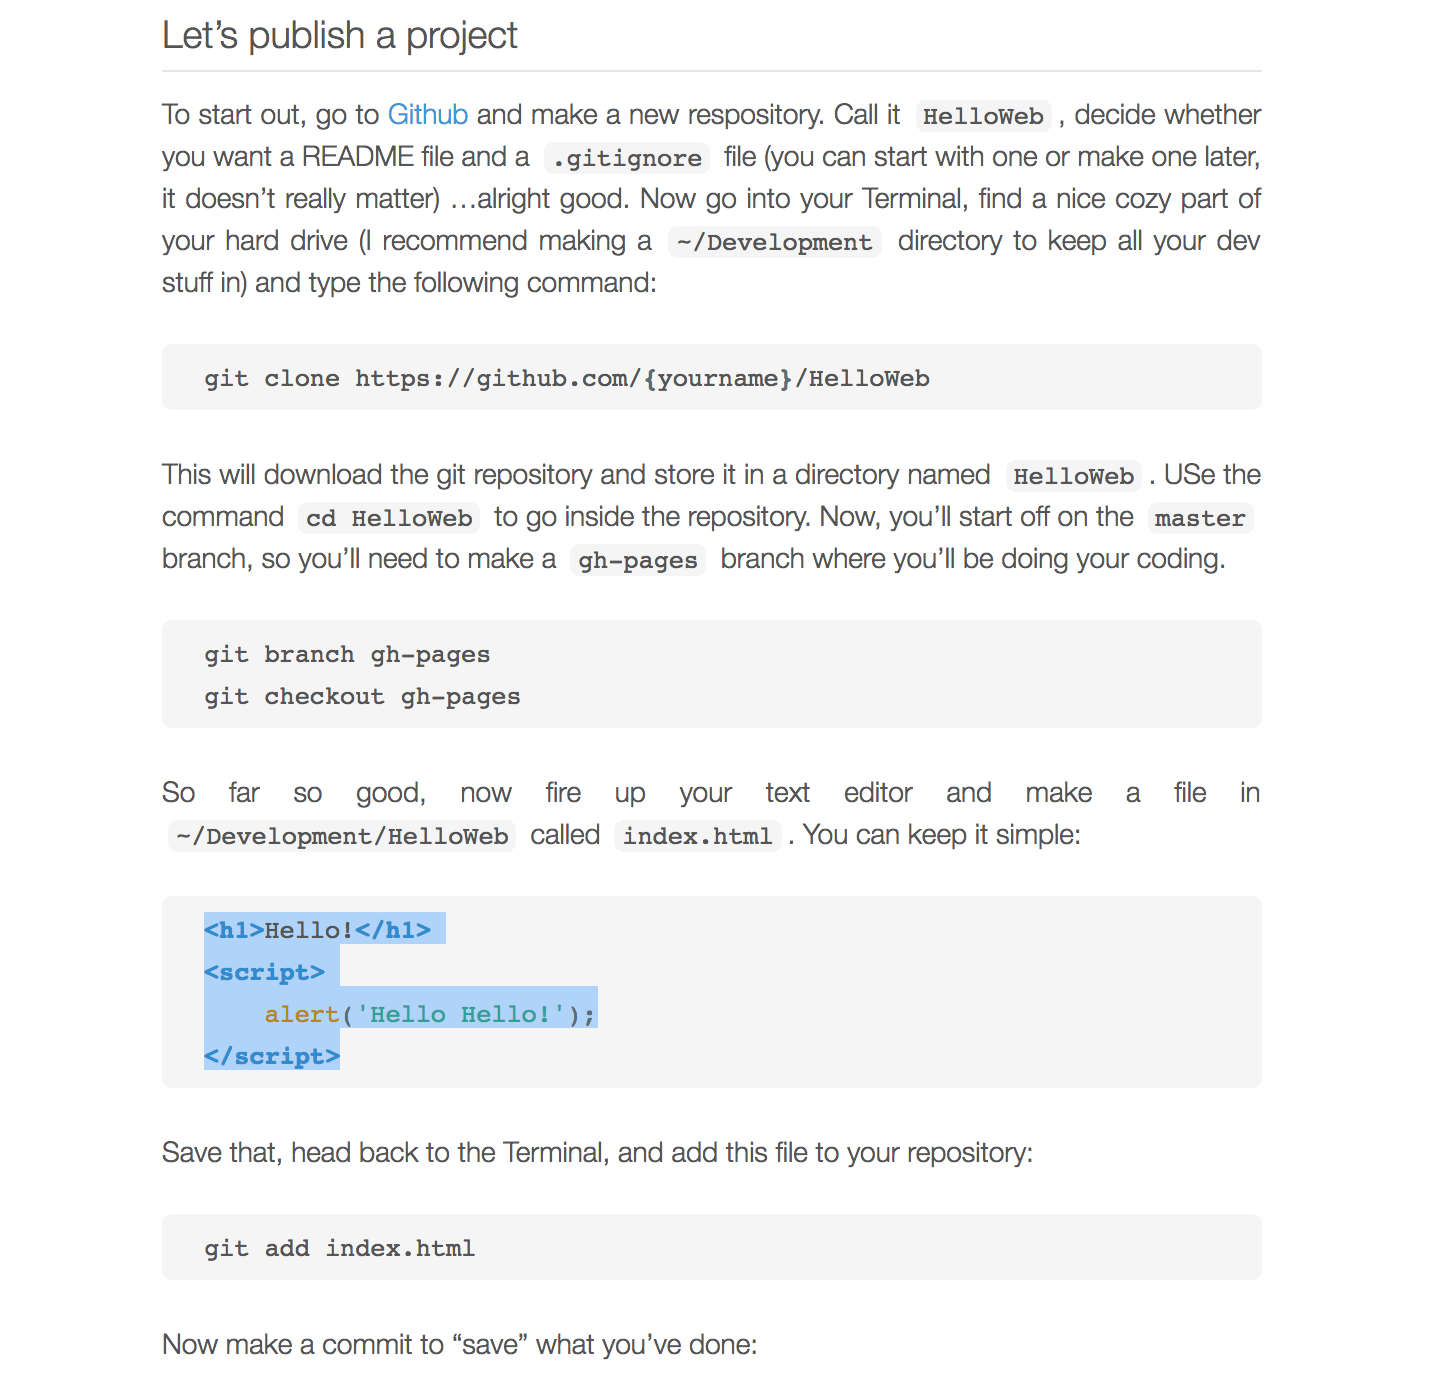 Let’s publish a project
To start out, go to Github and make a new respository. Call it HelloWeb , decide whether
you want a README file and a .gitignore file (you can start with one or make one later,
it doesn’t really matter) …alright good. Now go into your Terminal, find a nice cozy part of
your hard drive (I recommend making a ~/Development directory to keep all your dev
stuff in) and type the following command:
git clone https://github.com/{yourname}/HelloWeb
This will download the git repository and store it in a directory named HelloWeb . USe the
command cd HelloWeb to go inside the repository. Now, you’ll start off on the master
branch, so you’ll need to make a gh-pages branch where you’ll be doing your coding.
git branch gh-pages
git checkout gh-pages
So far so good, now fire up your text editor and make a file in
~/Development/HelloWeb called index.html . You can keep it simple:
<h1>Hello!</h1>
<script>
    alert('Hello Hello!');
</script>
Save that, head back to the Terminal, and add this file to your repository:
git add index.html
Now make a commit to “save” what you’ve done: